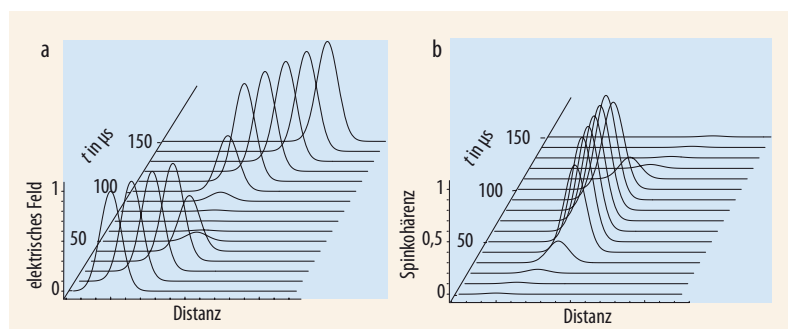 a
elektrisches Feld
1
0
t in µs
150
100
50
Distanz
b
Spinkohärenz
1
0,5
0
t in µs
150
100
50
Distanz